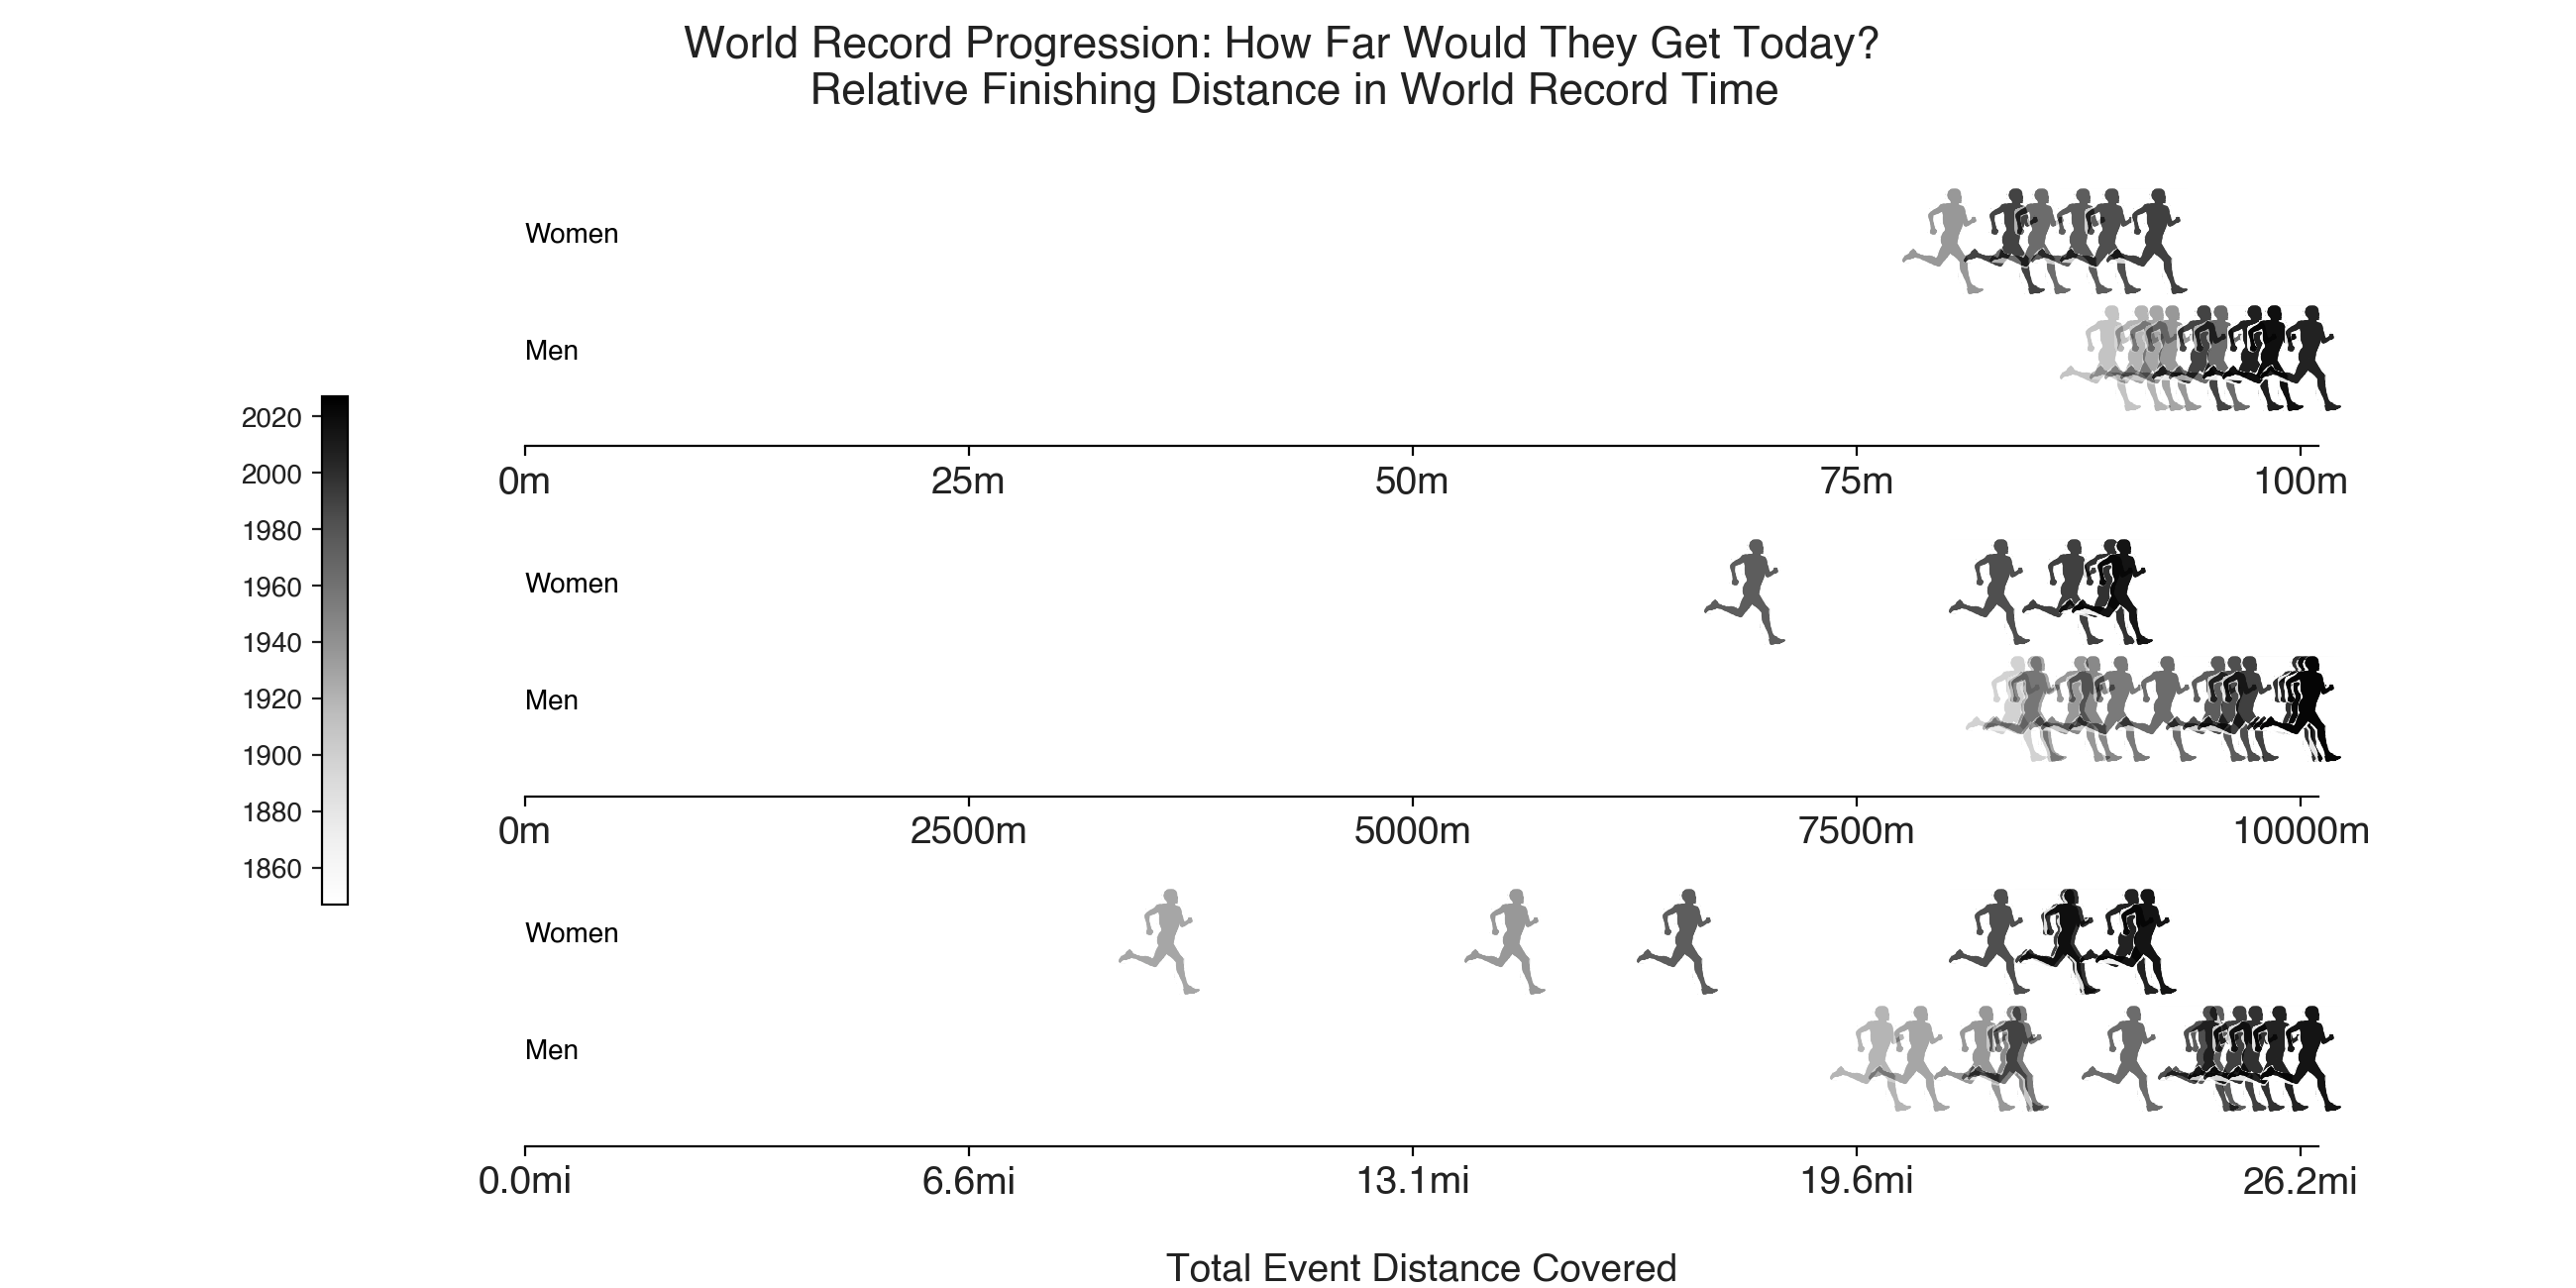 World Record Progression: How Far Would They Get Today?
Relative Finishing Distance in World Record Time
Women
Men
0m 25m 50m 75m 100m
2020
2000
1980
1960
1940
1920
1900
1880
1860
Women
Men
0m 2500m 5000m 7500m 10000m
Women
Men
0.0mi 6.6mi 13.1mi 19.6mi 26.2mi
Total Event Distance Covered